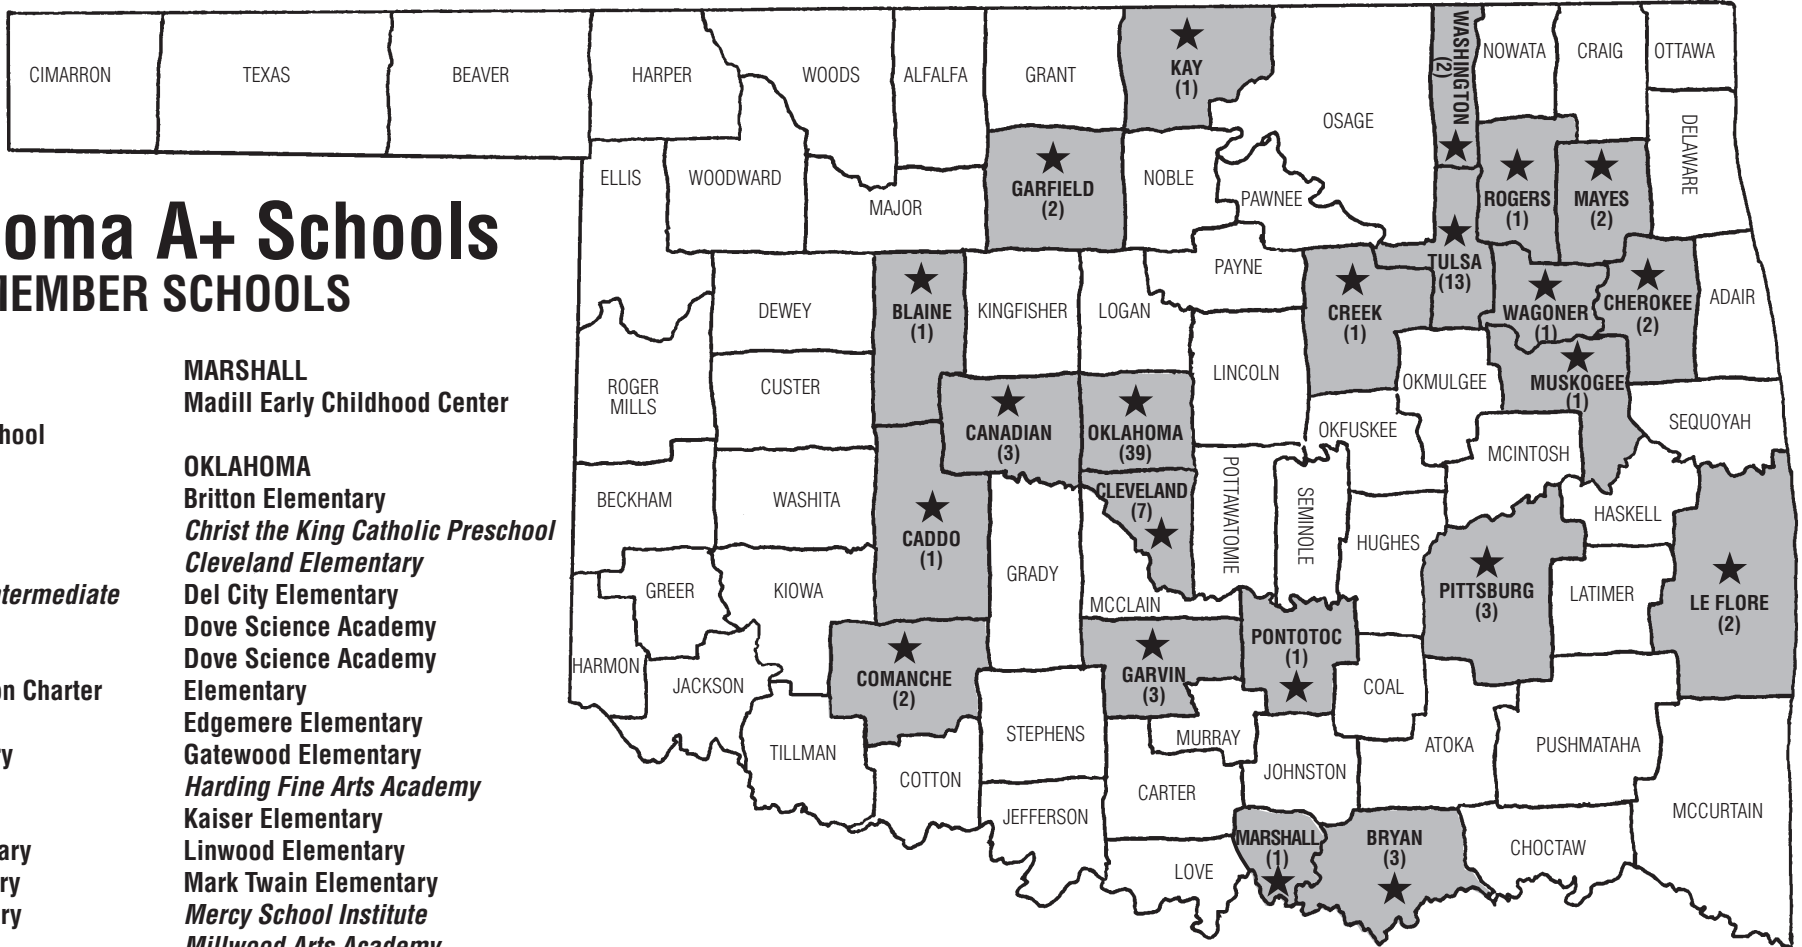 oma A+ Schools
MEMBER SCHOOLS
hool
ntermediate
on Charter
ry
ary
ry
ry
MARSHALL
Madill Early Childhood Center
OKLAHOMA
Britton Elementary
Christ the King Catholic Preschool
Cleveland Elementary
Del City Elementary
Dove Science Academy
Dove Science Academy
Elementary
Edgemere Elementary
Gatewood Elementary
Harding Fine Arts Academy
Kaiser Elementary
Linwood Elementary
Mark Twain Elementary
Mercy School Institute
Millwood Arts Academy
CIMARRON
TEXAS
BEAVER
HARPER
WOODS
ALFALFA
GRANT
KAY
(1)
OSAGE
WASHINGTON
(2)
NOWATA
CRAIG
OTTAWA
DELAWARE
ELLIS
WOODWARD
MAJOR
GARFIELD
(2)
NOBLE
PAWNEE
ROGERS
(1)
MAYES
(2)
TULSA
(13)
PAYNE
DEWEY
BLAINE
(1)
KINGFISHER
LOGAN
CREEK
(1)
WAGONER
(1)
CHEROKEE
(2)
ADAIR
ROGER
MILLS
CUSTER
LINCOLN
OKMULGEE
MUSKOGEE
(1)
SEQUOYAH
CANADIAN
(3)
OKLAHOMA
(39)
OKFUSKEE
MCINTOSH
BECKHAM
WASHITA
CADDO
(1)
CLEVELAND
(7)
POTTAWATOMIE
SEMINOLE
HUGHES
HASKELL
GREER
KIOWA
GRADY
MCCLAIN
PITTSBURG
(3)
LATIMER
LE FLORE
(2)
HARMON
JACKSON
COMANCHE
(2)
GARVIN
(3)
PONTOTOC
(1)
COAL
TILLMAN
COTTON
STEPHENS
MURRAY
JOHNSTON
ATOKA
PUSHMATAHA
JEFFERSON
CARTER
MCCURTAIN
LOVE
MARSHALL
(1)
BRYAN
(3)
CHOCTAW